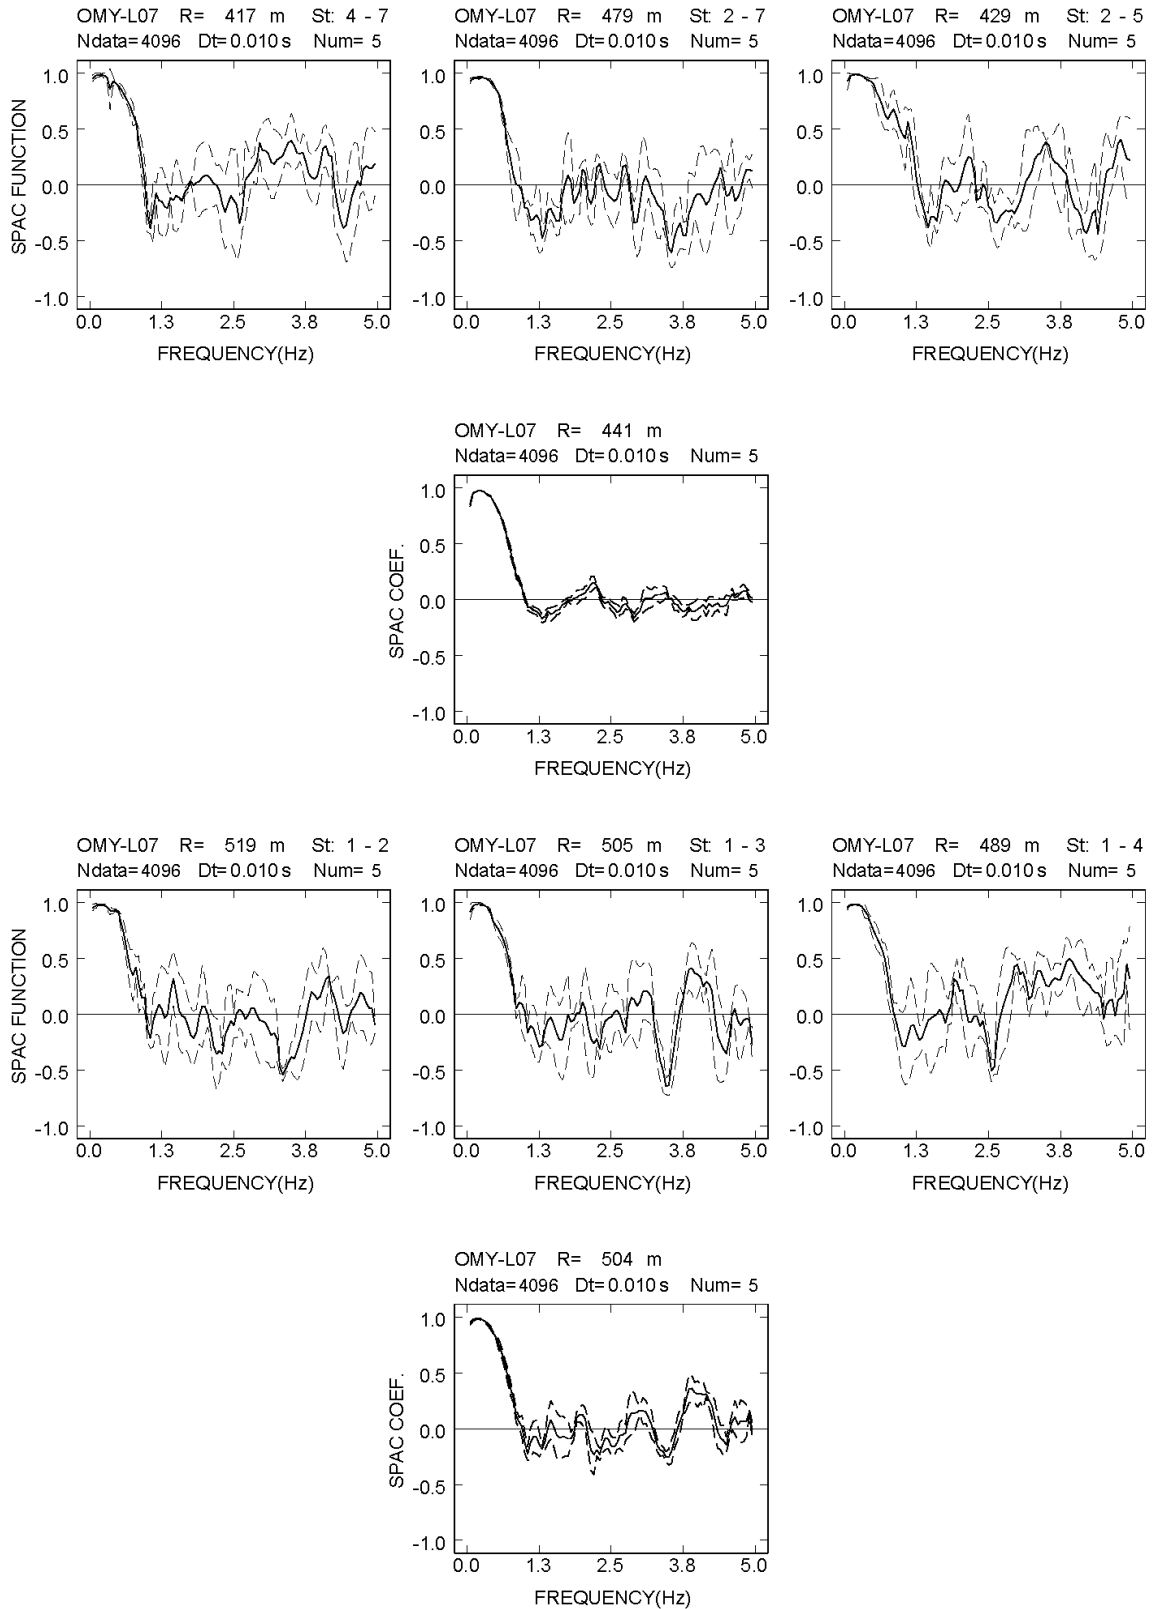 OMY-L07 R= 417 m St: 4 - 7
Ndata=4096 Dt=0.010 s Num= 5
SPAC FUNCTION
1.0
0.5
0.0
-0.5
-1.0
0.0 1.3 2.5 3.8 5.0
FREQUENCY(Hz)
OMY-L07 R= 479 m St: 2 - 7
Ndata=4096 Dt=0.010 s Num= 5
1.0
0.5
0.0
-0.5
-1.0
0.0 1.3 2.5 3.8 5.0
FREQUENCY(Hz)
OMY-L07 R= 429 m St: 2 - 5
Ndata=4096 Dt=0.010 s Num= 5
1.0
0.5
0.0
-0.5
-1.0
0.0 1.3 2.5 3.8 5.0
FREQUENCY(Hz)
OMY-L07 R= 441 m
Ndata=4096 Dt=0.010 s Num= 5
SPAC COEF.
1.0
0.5
0.0
-0.5
-1.0
0.0 1.3 2.5 3.8 5.0
FREQUENCY(Hz)
OMY-L07 R= 519 m St: 1 - 2
Ndata=4096 Dt=0.010 s Num= 5
SPAC FUNCTION
1.0
0.5
0.0
-0.5
-1.0
0.0 1.3 2.5 3.8 5.0
FREQUENCY(Hz)
OMY-L07 R= 505 m St: 1 - 3
Ndata=4096 Dt=0.010 s Num= 5
1.0
0.5
0.0
-0.5
-1.0
0.0 1.3 2.5 3.8 5.0
FREQUENCY(Hz)
OMY-L07 R= 489 m St: 1 - 4
Ndata=4096 Dt=0.010 s Num= 5
1.0
0.5
0.0
-0.5
-1.0
0.0 1.3 2.5 3.8 5.0
FREQUENCY(Hz)
OMY-L07 R= 504 m
Ndata=4096 Dt=0.010 s Num= 5
SPAC COEF.
1.0
0.5
0.0
-0.5
-1.0
0.0 1.3 2.5 3.8 5.0
FREQUENCY(Hz)